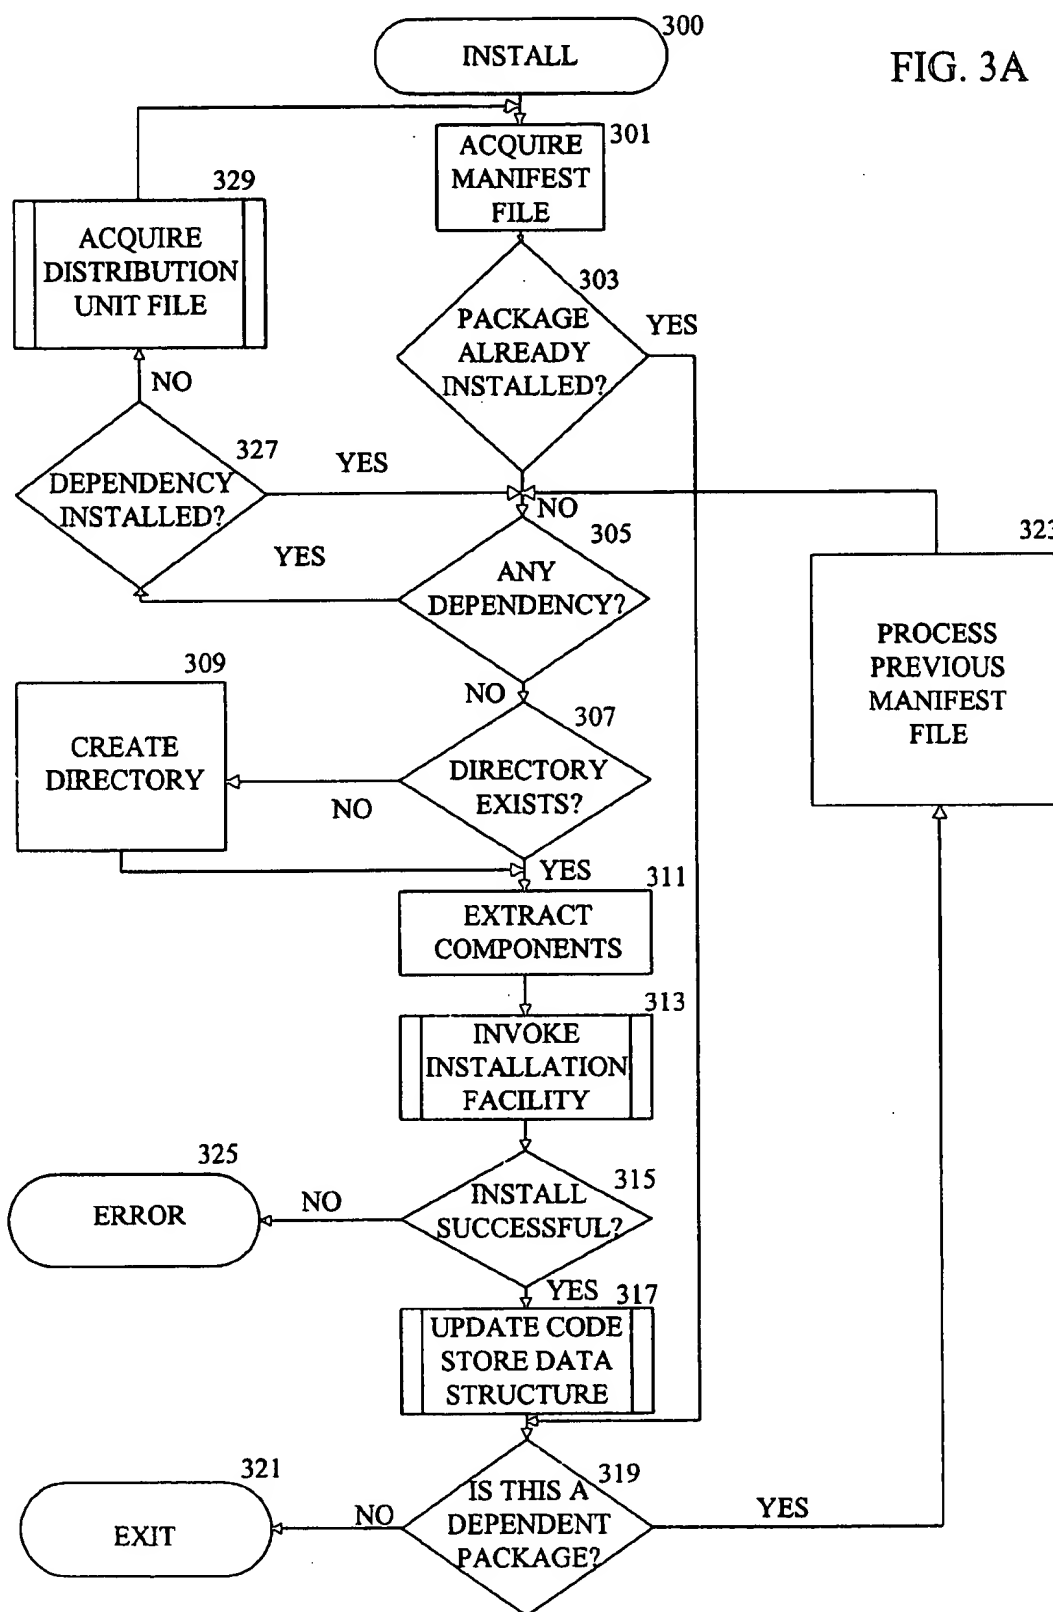 300
INSTALL
FIG. 3A
301
ACQUIRE
MANIFEST
FILE
329
ACQUIRE
DISTRIBUTION
UNIT FILE
303
PACKAGE
ALREADY
INSTALLED?
YES
NO
327
DEPENDENCY
INSTALLED?
YES
NO
305
ANY
DEPENDENCY?
YES
323
PROCESS
PREVIOUS
MANIFEST
FILE
NO
309
CREATE
DIRECTORY
307
DIRECTORY
EXISTS?
NO
YES
311
EXTRACT
COMPONENTS
313
INVOKE
INSTALLATION
FACILITY
325
ERROR
NO
315
INSTALL
SUCCESSFUL?
YES
317
UPDATE CODE
STORE DATA
STRUCTURE
321
EXIT
NO
319
IS THIS A
DEPENDENT
PACKAGE?
YES